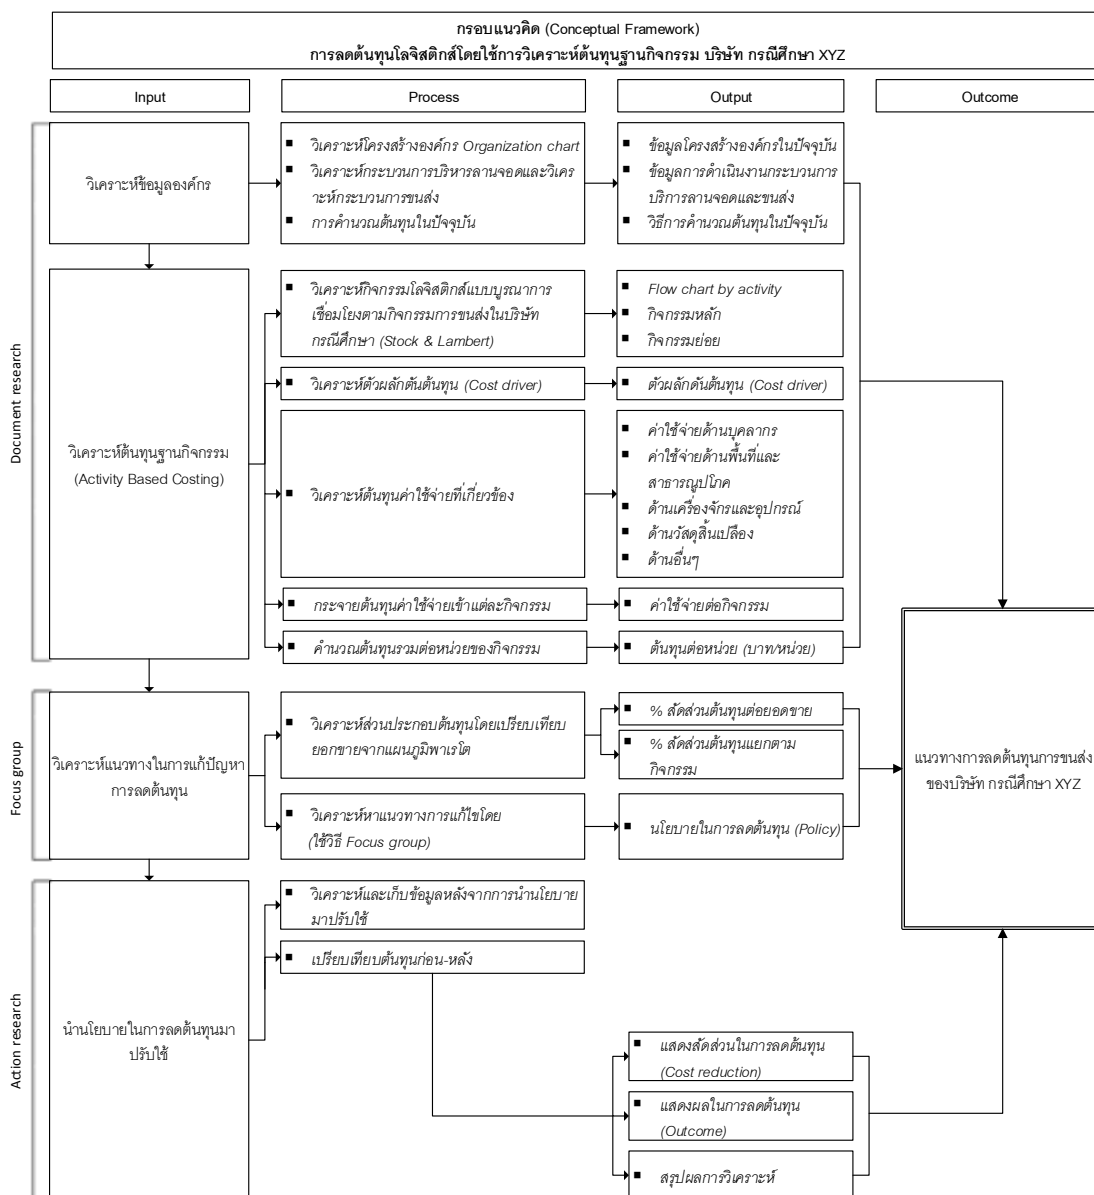 กรอบแนวคิด (Conceptual Framework)
การลดต้นทุนโลจิสติกส์โดยใช้การวิเคราะห์ต้นทุนฐานกิจกรรม บริษัท กรณีศึกษา XYZ
Input
Process
Output
Outcome
Document research
วิเคราะห์ข้อมูลองค์กร
■ วิเคราะห์โครงสร้างองค์กร Organization chart
■ วิเคราะห์กระบวนการบริหารลานจอดและวิเคร
าะห์กระบวนการขนส่ง
■ การคำนวณต้นทุนในปัจจุบัน
■ ข้อมูลโครงสร้างองค์กรในปัจจุบัน
■ ข้อมูลการดำเนินงานกระบวนการ
บริการลานจอดและขนส่ง
■ วิธีการคำนวณต้นทุนในปัจจุบัน
วิเคราะห์ต้นทุนฐานกิจกรรม
(Activity Based Costing)
■ วิเคราะห์กิจกรรมโลจิสติกส์แบบบูรณาการ
เชื่อมโยงตามกิจกรรมการขนส่งในบริษัท
กรณีศึกษา (Stock & Lambert)
■ Flow chart by activity
■ กิจกรรมหลัก
■ กิจกรรมย่อย
■ วิเคราะห์ตัวผลักดันต้นทุน (Cost driver)
■ ตัวผลักดันต้นทุน (Cost driver)
■ วิเคราะห์ต้นทุนค่าใช้จ่ายที่เกี่ยวข้อง
■ ค่าใช้จ่ายด้านบุคลากร
■ ค่าใช้จ่ายด้านพื้นที่และ
สาธารณูปโภค
■ ด้านเครื่องจักรและอุปกรณ์
■ ด้านวัสดุสิ้นเปลือง
■ ด้านอื่นๆ
■ กระจายต้นทุนค่าใช้จ่ายเข้าแต่ละกิจกรรม
■ ค่าใช้จ่ายต่อกิจกรรม
■ คำนวณต้นทุนรวมต่อหน่วยของกิจกรรม
■ ต้นทุนต่อหน่วย (บาท/หน่วย)
Focus group
วิเคราะห์แนวทางในการแก้ปัญหา
การลดต้นทุน
■ วิเคราะห์ส่วนประกอบต้นทุนโดยเปรียบเทียบ
ยอกขายจากแผนภูมิพาเรโต
■ % สัดส่วนต้นทุนต่อยอดขาย
■ % สัดส่วนต้นทุนแยกตาม
กิจกรรม
■ วิเคราะห์หาแนวทางการแก้ไขโดย
(ใช้วิธี Focus group)
■ นโยบายในการลดต้นทุน (Policy)
แนวทางการลดต้นทุนการขนส่ง
ของบริษัท กรณีศึกษา XYZ
Action research
นำนโยบายในการลดต้นทุนมา
ปรับใช้
■ วิเคราะห์และเก็บข้อมูลหลังจากการนำนโยบาย
มาปรับใช้
■ เปรียบเทียบต้นทุนก่อน-หลัง
■ แสดงสัดส่วนในการลดต้นทุน
(Cost reduction)
■ แสดงผลในการลดต้นทุน
(Outcome)
■ สรุปผลการวิเคราะห์